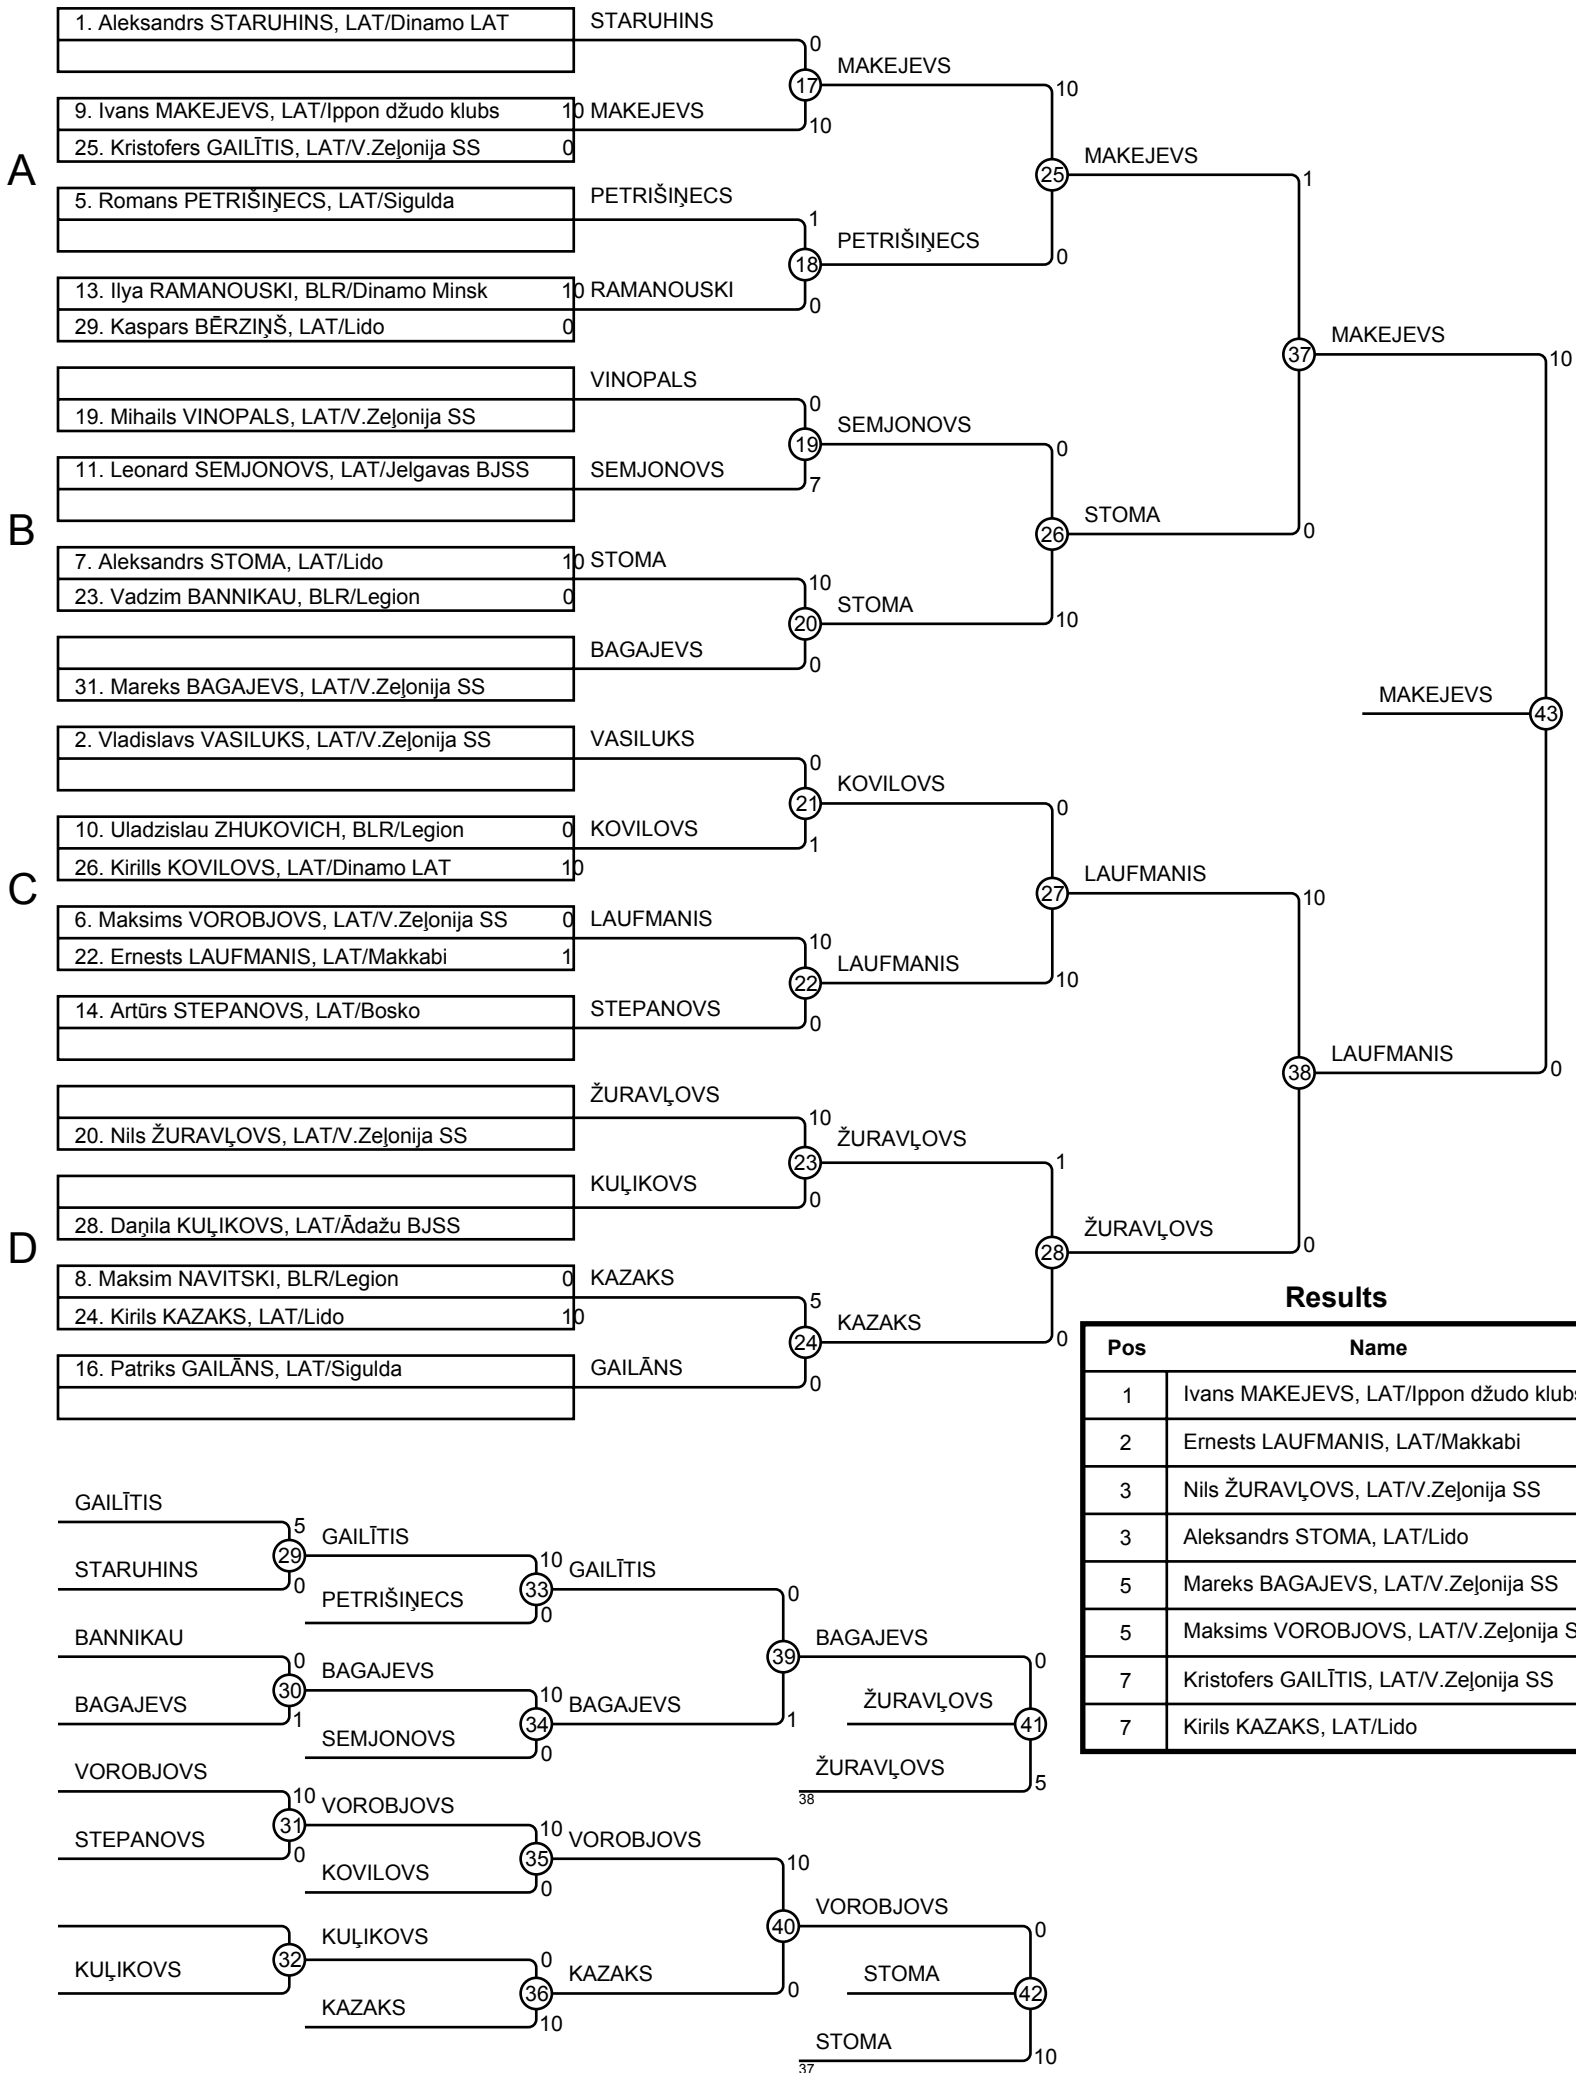 1. Aleksandrs STARUHINS, LAT/Dinamo LAT
STARUHINS
0
17
MAKEJEVS
10
9. Ivans MAKEJEVS, LAT/Ippon džudo klubs 10
MAKEJEVS
10
25. Kristofers GAILĪTIS, LAT/V.Zeļonija SS 0
A
25
MAKEJEVS
1
5. Romans PETRIŠIŅECS, LAT/Sigulda
PETRIŠIŅECS
1
18
PETRIŠIŅECS
0
13. Ilya RAMANOUSKI, BLR/Dinamo Minsk 10
RAMANOUSKI
0
29. Kaspars BĒRZIŅŠ, LAT/Lido 0
37
MAKEJEVS
10
VINOPALS
0
19. Mihails VINOPALS, LAT/V.Zeļonija SS
19
SEMJONOVS
0
11. Leonard SEMJONOVS, LAT/Jelgavas BJSS
SEMJONOVS
7
B
26
STOMA
0
7. Aleksandrs STOMA, LAT/Lido 10
STOMA
10
23. Vadzim BANNIKAU, BLR/Legion 0
20
STOMA
10
BAGAJEVS
0
31. Mareks BAGAJEVS, LAT/V.Zeļonija SS
MAKEJEVS
43
2. Vladislavs VASILUKS, LAT/V.Zeļonija SS
VASILUKS
0
21
KOVILOVS
0
10. Uladzislau ZHUKOVICH, BLR/Legion 0
KOVILOVS
1
26. Kirills KOVILOVS, LAT/Dinamo LAT 10
C
27
LAUFMANIS
10
6. Maksims VOROBJOVS, LAT/V.Zeļonija SS 0
LAUFMANIS
10
22. Ernests LAUFMANIS, LAT/Makkabi 1
22
LAUFMANIS
10
14. Artūrs STEPANOVS, LAT/Bosko
STEPANOVS
0
38
LAUFMANIS
0
ŽURAVĻOVS
10
20. Nils ŽURAVĻOVS, LAT/V.Zeļonija SS
23
ŽURAVĻOVS
1
KUĻIKOVS
0
28. Daņila KUĻIKOVS, LAT/Ādažu BJSS
D
28
ŽURAVĻOVS
0
8. Maksim NAVITSKI, BLR/Legion 0
KAZAKS
5
24. Kirils KAZAKS, LAT/Lido 10
24
KAZAKS
0
16. Patriks GAILĀNS, LAT/Sigulda
GAILĀNS
0
Results
Pos Name
1 Ivans MAKEJEVS, LAT/Ippon džudo klubs
2 Ernests LAUFMANIS, LAT/Makkabi
3 Nils ŽURAVĻOVS, LAT/V.Zeļonija SS
3 Aleksandrs STOMA, LAT/Lido
5 Mareks BAGAJEVS, LAT/V.Zeļonija SS
5 Maksims VOROBJOVS, LAT/V.Zeļonija S
7 Kristofers GAILĪTIS, LAT/V.Zeļonija SS
7 Kirils KAZAKS, LAT/Lido
GAILĪTIS
5
29
GAILĪTIS
10
STARUHINS
0
33
GAILĪTIS
0
PETRIŠIŅECS
0
BANNIKAU
0
30
BAGAJEVS
10
39
BAGAJEVS
0
BAGAJEVS
1
34
BAGAJEVS
1
ŽURAVĻOVS
41
SEMJONOVS
0
VOROBJOVS
10
ŽURAVĻOVS
38
5
31
VOROBJOVS
10
STEPANOVS
0
35
VOROBJOVS
10
KOVILOVS
0
40
VOROBJOVS
0
32
KUĻIKOVS
0
KUĻIKOVS
36
KAZAKS
0
STOMA
42
KAZAKS
10
STOMA
37
10